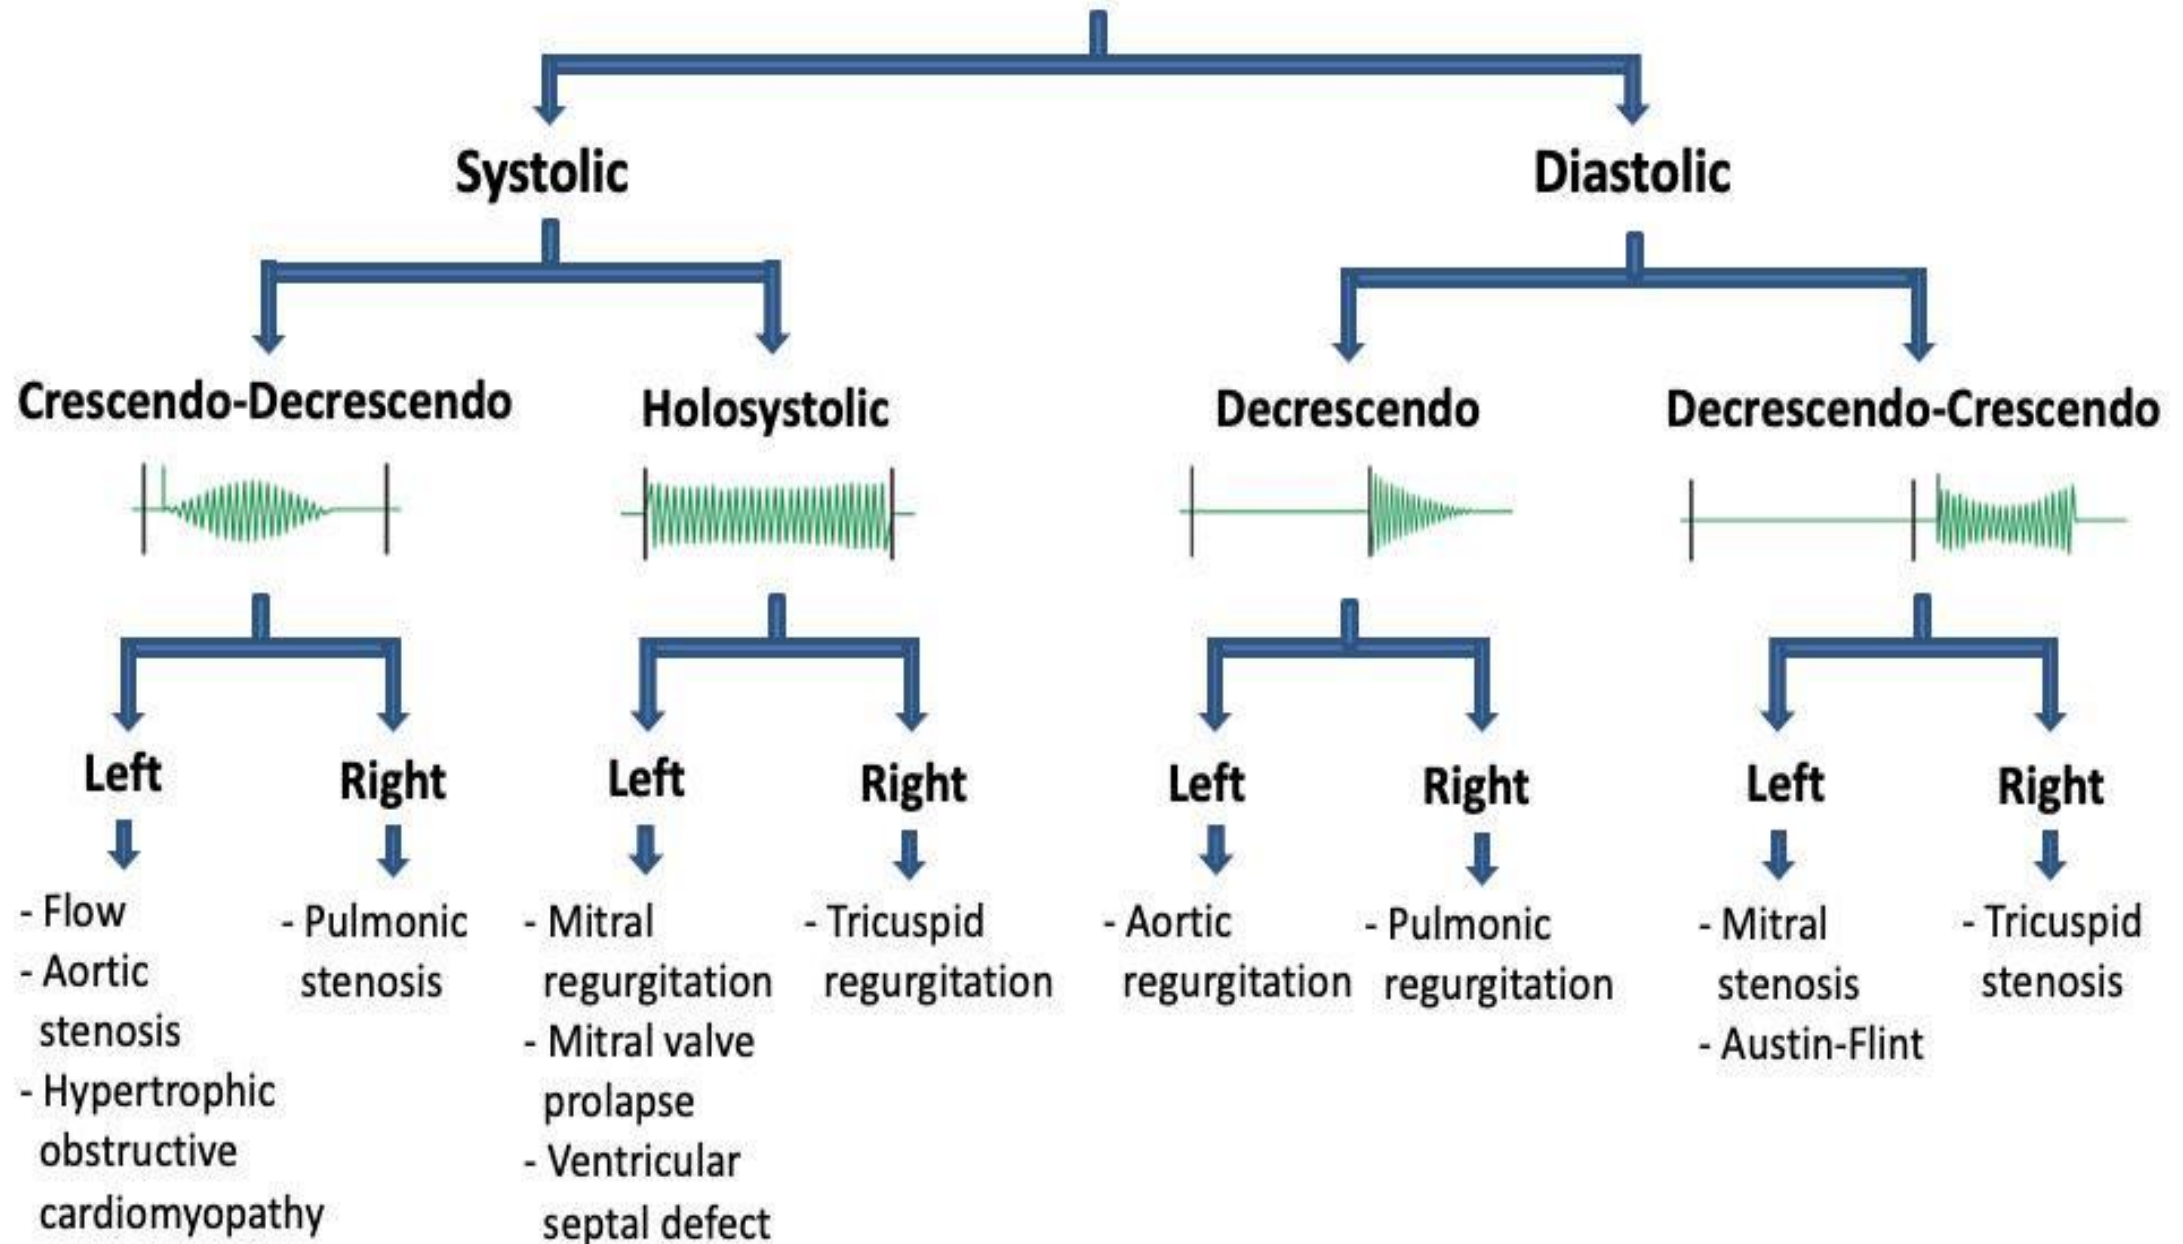 Systolic
Diastolic
Crescendo-Decrescendo
Holosystolic
Decrescendo
Decrescendo-Crescendo
Left
Right
Left
Right
Left
Right
Left
Right
- Flow
- Aortic
stenosis
- Hypertrophic
obstructive
cardiomyopathy
- Pulmonic
stenosis
- Mitral
regurgitation
- Mitral valve
prolapse
- Ventricular
septal defect
- Tricuspid
regurgitation
- Aortic
regurgitation
- Pulmonic
regurgitation
- Mitral
stenosis
- Austin-Flint
- Tricuspid
stenosis